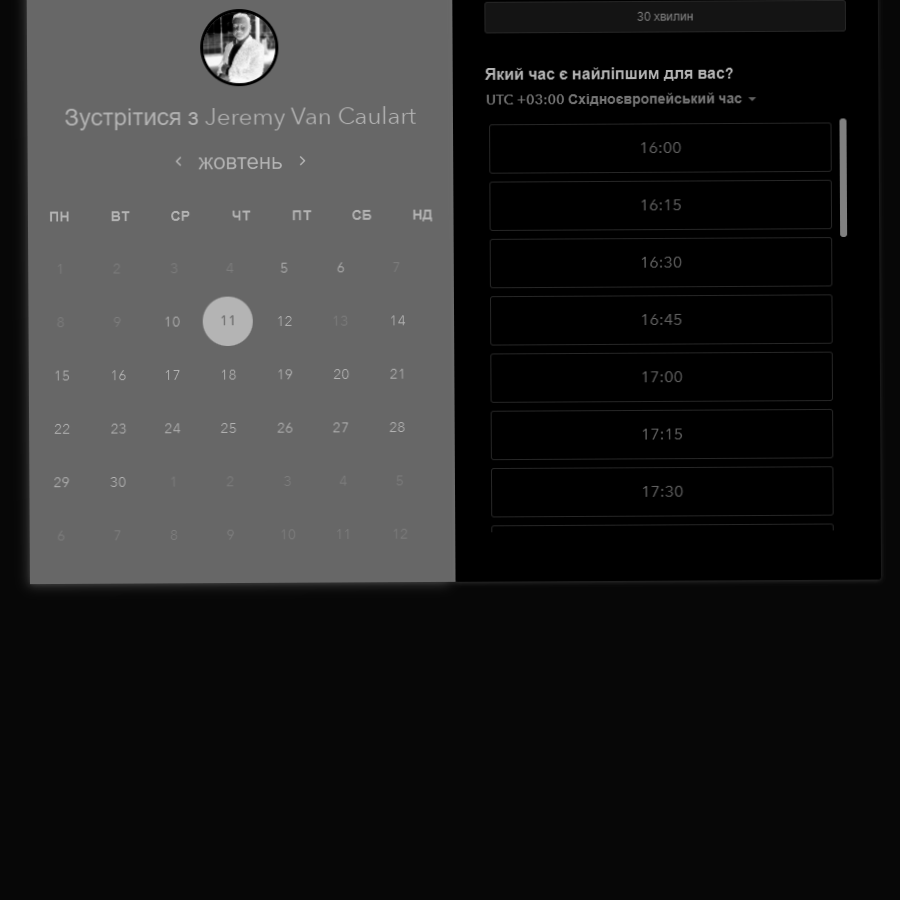 Зустрітися з Jeremy Van Caulart
жовтень
ПН ВТ СР ЧТ ПТ СБ НД
1 2 3 4 5 6 7
8 9 10 11 12 13 14
15 16 17 18 19 20 21
22 23 24 25 26 27 28
29 30 1 2 3 4 5
6 7 8 9 10 11 12
30 хвилин
Який час є найліпшим для вас?
UTC +03:00 Східноєвропейський час
16:00
16:15
16:30
16:45
17:00
17:15
17:30